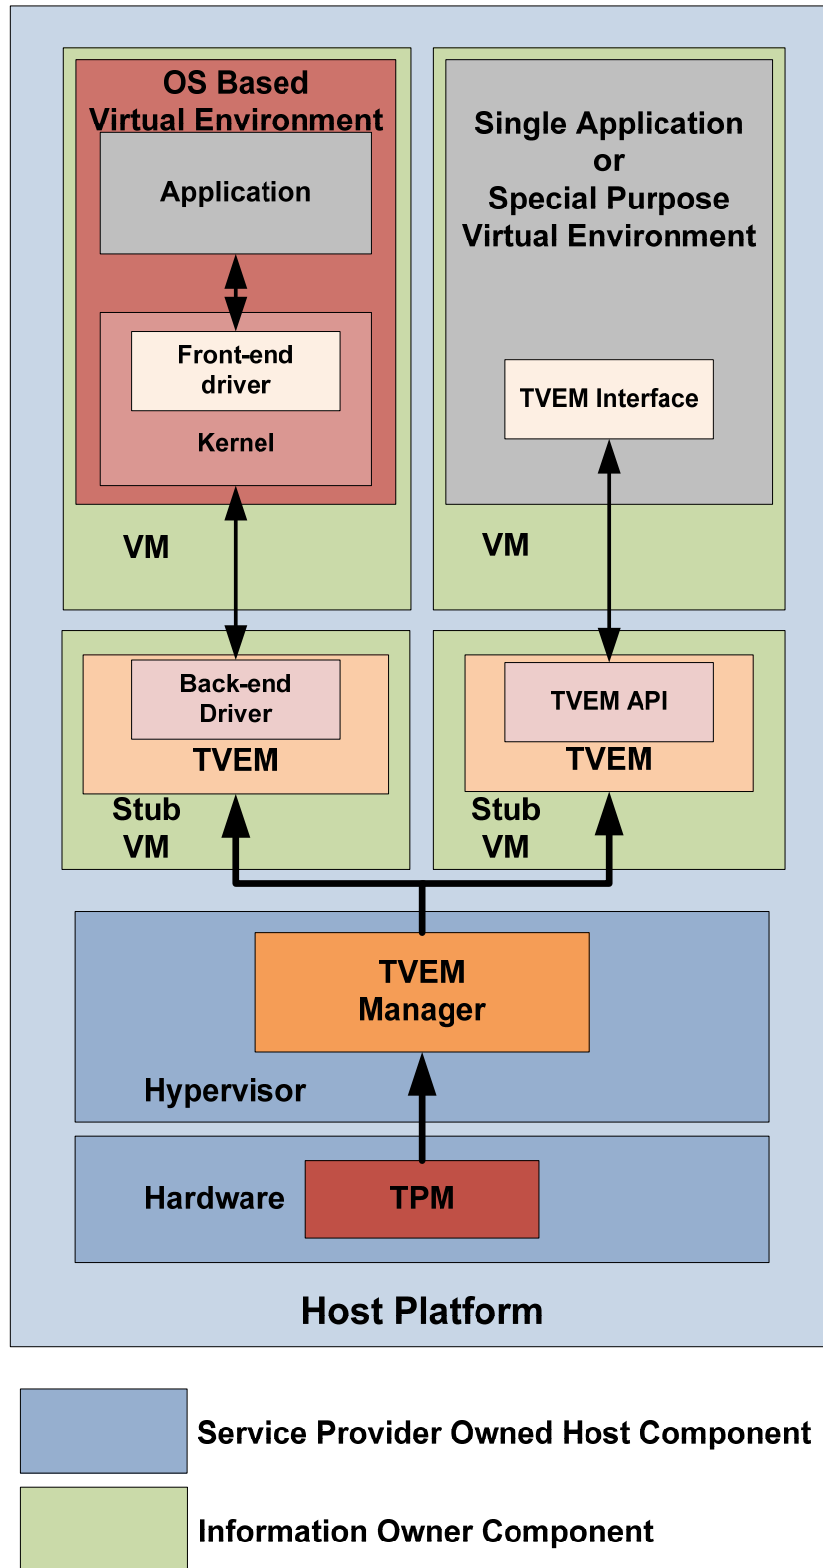 OS Based
Virtual Environment
Application
Front-end
driver
Kernel
VM
Single Application
or
Special Purpose
Virtual Environment
TVEM Interface
VM
Back-end
Driver
TVEM
Stub
VM
TVEM API
TVEM
Stub
VM
TVEM
Manager
Hypervisor
Hardware
TPM
Host Platform
Service Provider Owned Host Component
Information Owner Component